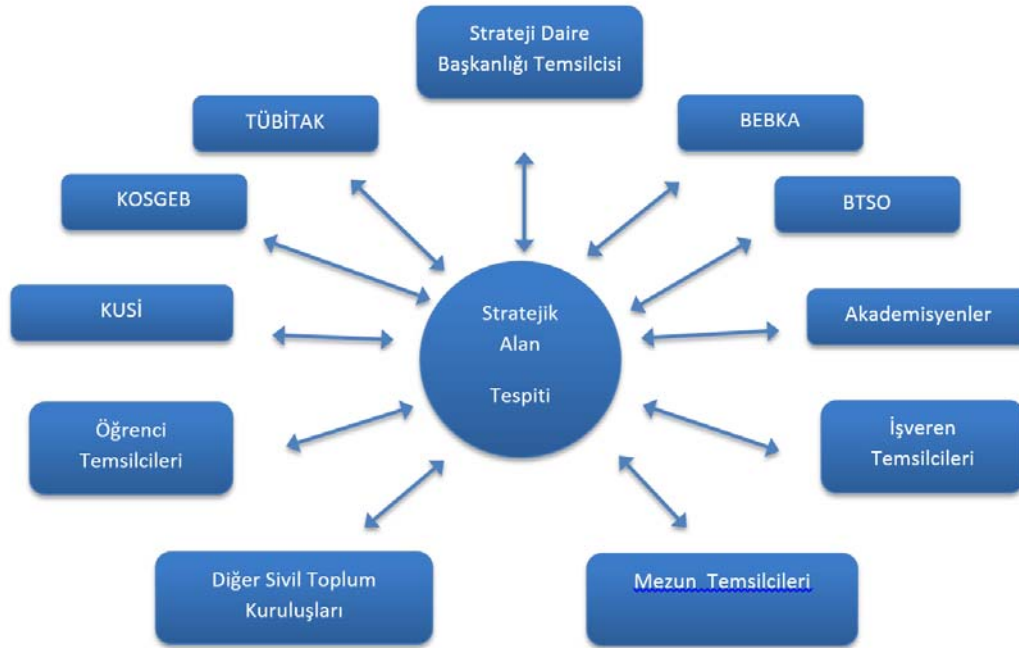 Strateji Daire
Başkanlığı Temsilcisi
TÜBİTAK
BEBKA
KOSGEB
BTSO
KUSİ
Stratejik
Alan
Tespiti
Akademisyenler
Öğrenci
Temsilcileri
İşveren
Temsilcileri
Diğer Sivil Toplum
Kuruluşları
Mezun Temsilcileri